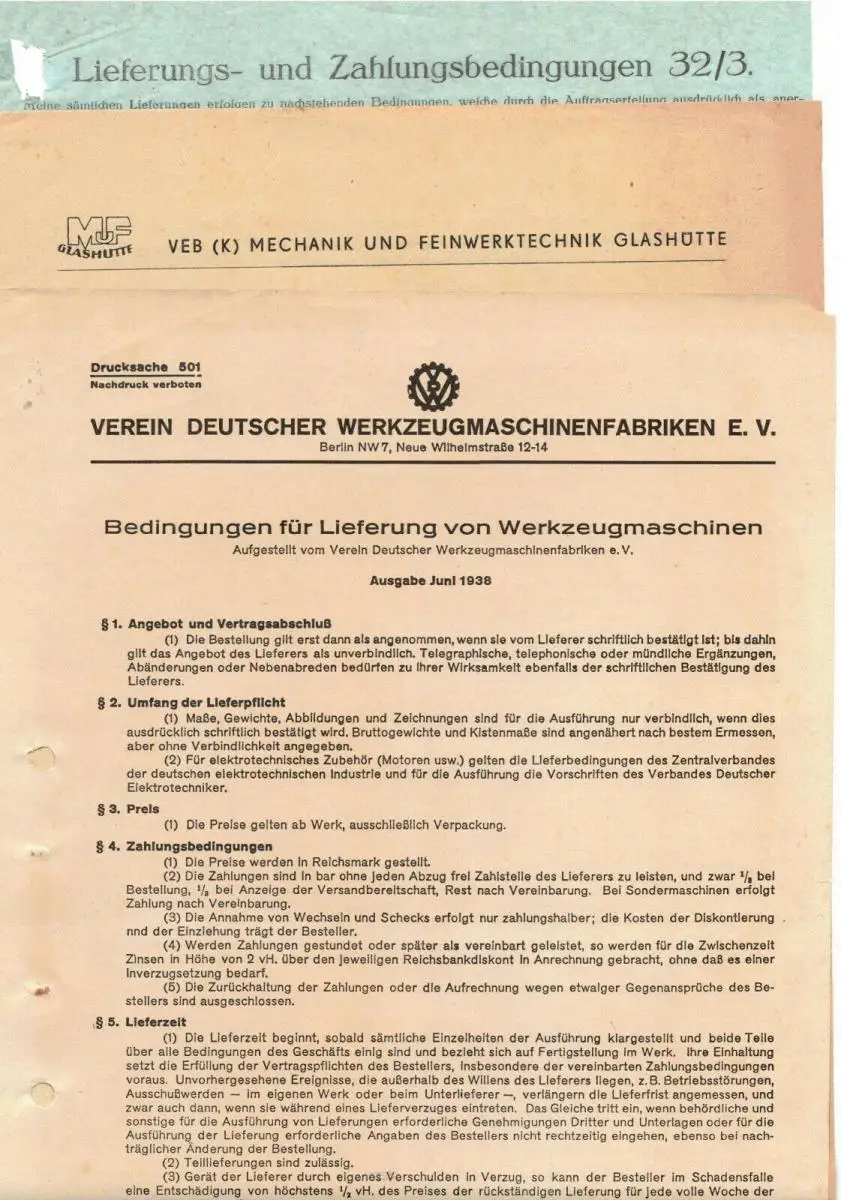 Lieferungs- und Zahlungsbedingungen 32/3.
Meine sämtlichen Lieferungen erfolgen zu nachstehenden Bedingungen, welche durch die Auftragserteilung ausdrücklich als aner-
MuF
GLASHÜTTE
VEB (K) MECHANIK UND FEINWERKTECHNIK GLASHÜTTE
Drucksache 501
Nachdruck verboten
VEREIN DEUTSCHER WERKZEUGMASCHINENFABRIKEN E. V.
Berlin NW 7, Neue Wilhelmstraße 12-14
Bedingungen für Lieferung von Werkzeugmaschinen
Aufgestellt vom Verein Deutscher Werkzeugmaschinenfabriken e. V.
Ausgabe Juni 1938
§ 1. Angebot und Vertragsabschluß
(1) Die Bestellung gilt erst dann als angenommen, wenn sie vom Lieferer schriftlich bestätigt ist; bis dahin
gilt das Angebot des Lieferers als unverbindlich. Telegraphische, telephonische oder mündliche Ergänzungen,
Abänderungen oder Nebenabreden bedürfen zu ihrer Wirksamkeit ebenfalls der schriftlichen Bestätigung des
Lieferers.
§ 2. Umfang der Lieferpflicht
(1) Maße, Gewichte, Abbildungen und Zeichnungen sind für die Ausführung nur verbindlich, wenn dies
ausdrücklich schriftlich bestätigt wird. Bruttogewichte und Kistenmaße sind angenähert nach bestem Ermessen,
aber ohne Verbindlichkeit angegeben.
(2) Für elektrotechnisches Zubehör (Motoren usw.) gelten die Lieferbedingungen des Zentralverbandes
der deutschen elektrotechnischen Industrie und für die Ausführung die Vorschriften des Verbandes Deutscher
Elektrotechniker.
§ 3. Preis
(1) Die Preise gelten ab Werk, ausschließlich Verpackung.
§ 4. Zahlungsbedingungen
(1) Die Preise werden in Reichsmark gestellt.
(2) Die Zahlungen sind in bar ohne jeden Abzug frei Zahlstelle des Lieferers zu leisten, und zwar 1/3 bei
Bestellung, 1/3 bei Anzeige der Versandbereitschaft, Rest nach Vereinbarung. Bei Sondermaschinen erfolgt
Zahlung nach Vereinbarung.
(3) Die Annahme von Wechseln und Schecks erfolgt nur zahlungshalber; die Kosten der Diskontierung
nnd der Einziehung trägt der Besteller.
(4) Werden Zahlungen gestundet oder später als vereinbart geleistet, so werden für die Zwischenzeit
Zinsen in Höhe von 2 vH. über den jeweiligen Reichsbankdiskont in Anrechnung gebracht, ohne daß es einer
Inverzugsetzung bedarf.
(5) Die Zurückhaltung der Zahlungen oder die Aufrechnung wegen etwaiger Gegenansprüche des Be-
stellers sind ausgeschlossen.
§ 5. Lieferzeit
(1) Die Lieferzeit beginnt, sobald sämtliche Einzelheiten der Ausführung klargestellt und beide Teile
über alle Bedingungen des Geschäfts einig sind und bezieht sich auf Fertigstellung im Werk. Ihre Einhaltung
setzt die Erfüllung der Vertragspflichten des Bestellers, insbesondere der vereinbarten Zahlungsbedingungen
voraus. Unvorhergesehene Ereignisse, die außerhalb des Willens des Lieferers liegen, z. B. Betriebsstörungen,
Ausschußwerden — im eigenen Werk oder beim Unterlieferer —, verlängern die Lieferfrist angemessen, und
zwar auch dann, wenn sie während eines Lieferverzuges eintreten. Das Gleiche tritt ein, wenn behördliche und
sonstige für die Ausführung von Lieferungen erforderliche Genehmigungen Dritter und Unterlagen oder für die
Ausführung der Lieferung erforderliche Angaben des Bestellers nicht rechtzeitig eingehen, ebenso bei nach-
träglicher Änderung der Bestellung.
(2) Teillieferungen sind zulässig.
(3) Gerät der Lieferer durch eigenes Verschulden in Verzug, so kann der Besteller im Schadensfalle
eine Entschädigung von höchstens 1/2 vH. des Preises der rückständigen Lieferung für jede volle Woche der